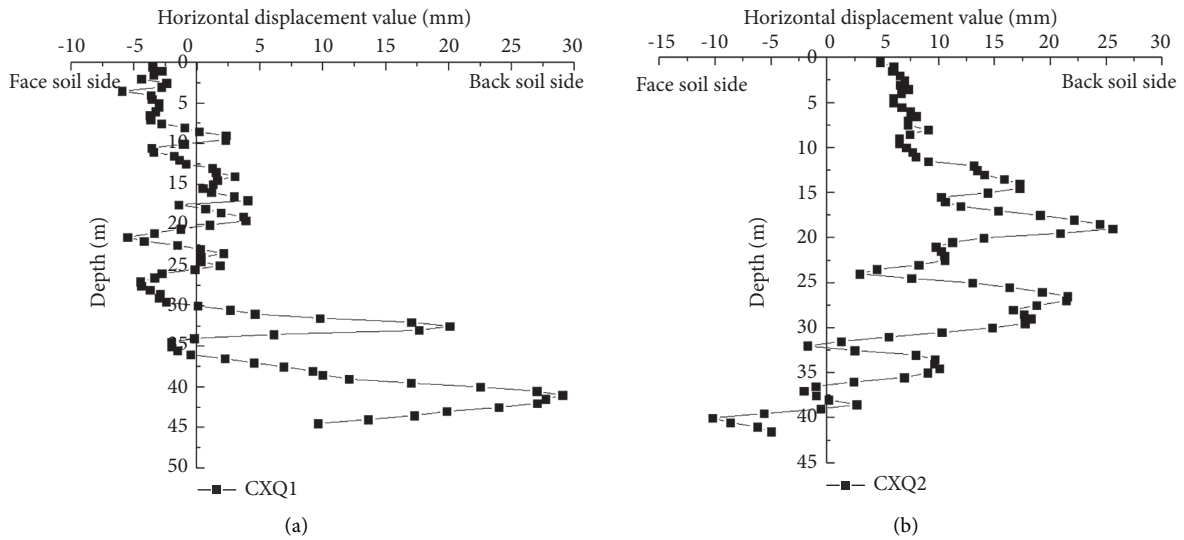 Horizontal displacement value (mm)
-10 -5 0 5 10 15 20 25 30
Face soil side
Back soil side
0
5
10
15
20
25
30
35
40
45
50
Depth (m)
CXQ1
(a)
Horizontal displacement value (mm)
-15 -10 -5 0 5 10 15 20 25 30
Face soil side
Back soil side
0
5
10
15
20
25
30
35
40
45
Depth (m)
CXQ2
(b)